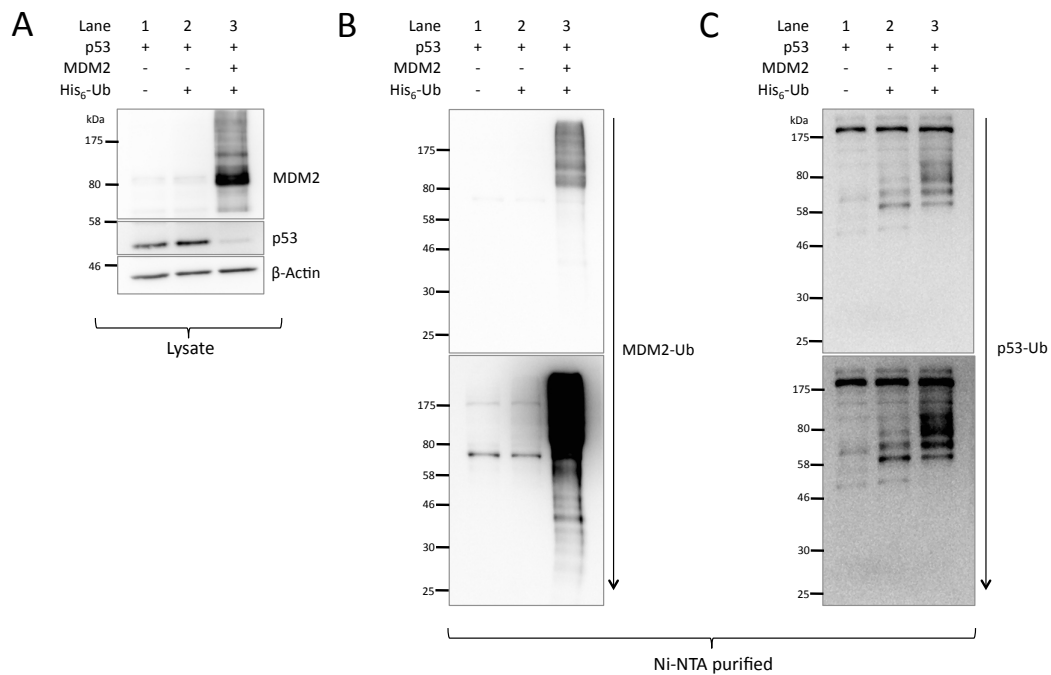 A
Lane 1 2 3
p53 + + +
MDM2 - - +
His6-Ub - + +
kDa
175
80
58
46
MDM2
p53
β-Actin
Lysate
B
Lane 1 2 3
p53 + + +
MDM2 - - +
His6-Ub - + +
175
80
58
46
30
25
175
80
58
46
30
25
MDM2-Ub
C
Lane 1 2 3
p53 + + +
MDM2 - - +
His6-Ub - + +
175
80
58
46
30
25
175
80
58
46
30
25
p53-Ub
Ni-NTA purified